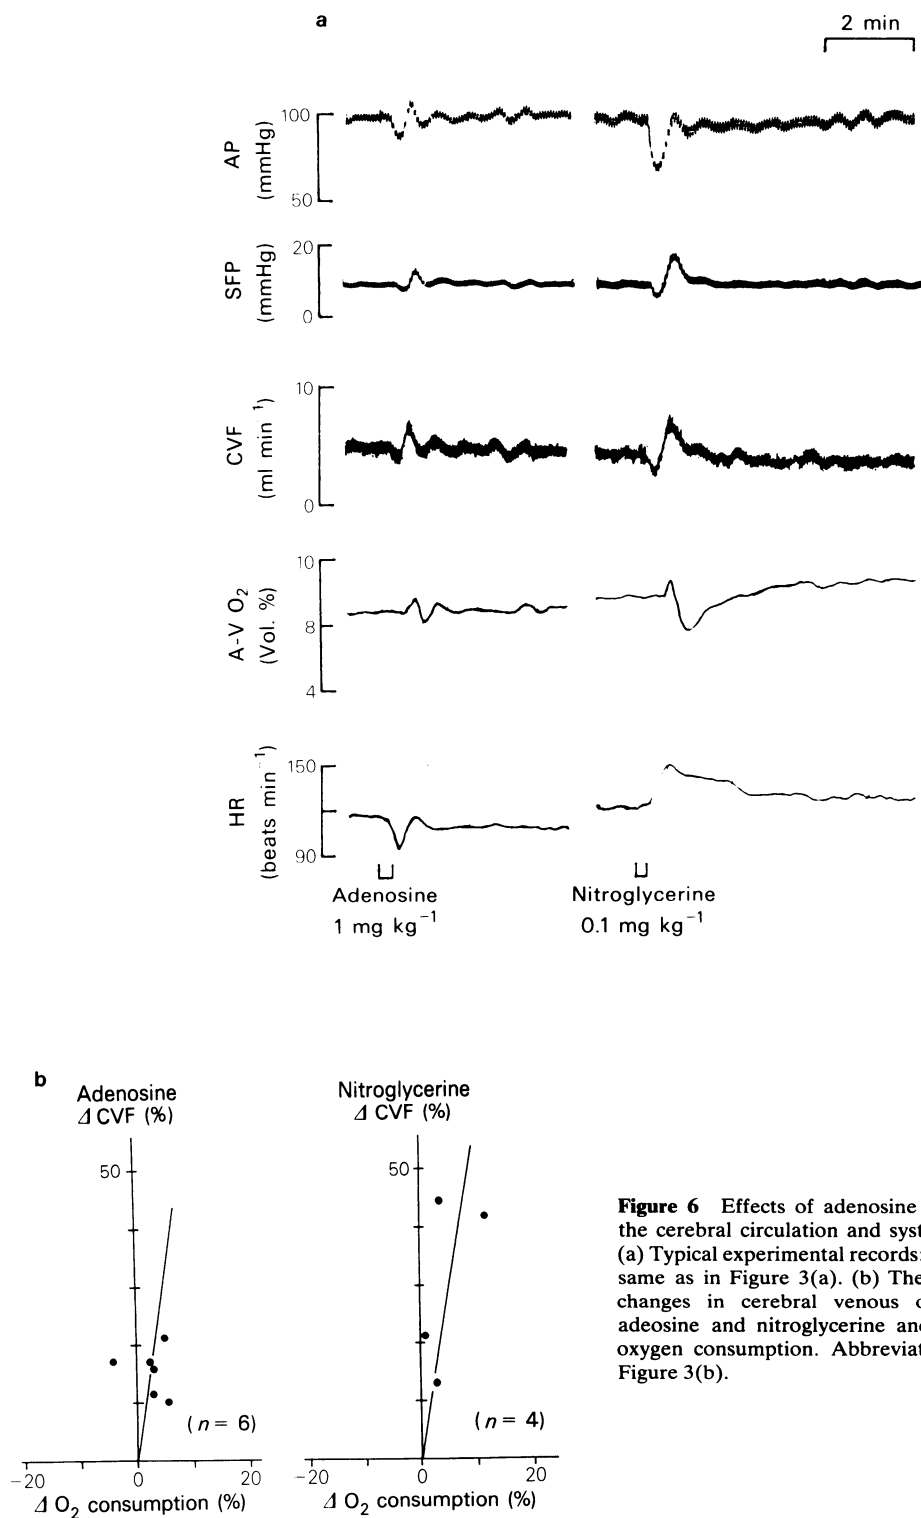 a
2 min
100
50
AP
(mmHg)
20
0
SFP
(mmHg)
10
0
CVF
(ml min ¹)
10
8
4
A-V O₂
(Vol. %)
150
90
HR
(beats min ⁻¹)
Adenosine
1 mg kg⁻¹
Nitroglycerine
0.1 mg kg⁻¹
b
Adenosine
Δ CVF (%)
50
(n = 6)
−20 0 20
Δ O₂ consumption (%)
Nitroglycerine
Δ CVF (%)
50
(n = 4)
−20 0 20
Δ O₂ consumption (%)
Figure 6 Effects of adenosine
the cerebral circulation and syst
(a) Typical experimental records:
same as in Figure 3(a). (b) The
changes in cerebral venous o
adeosine and nitroglycerine and
oxygen consumption. Abbreviat
Figure 3(b).